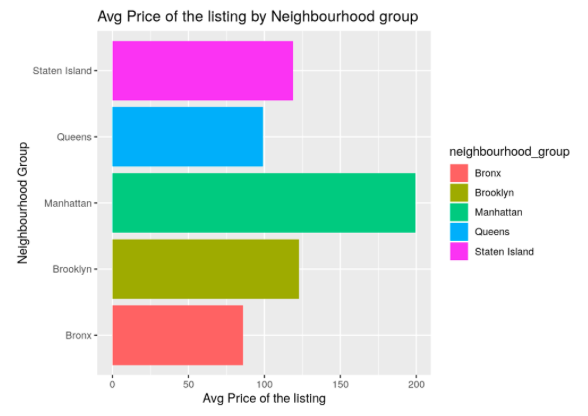 Avg Price of the listing by Neighbourhood group
Neighbourhood Group
Staten Island
Queens
Manhattan
Brooklyn
Bronx
0 50 100 150 200
Avg Price of the listing
neighbourhood_group
Bronx
Brooklyn
Manhattan
Queens
Staten Island